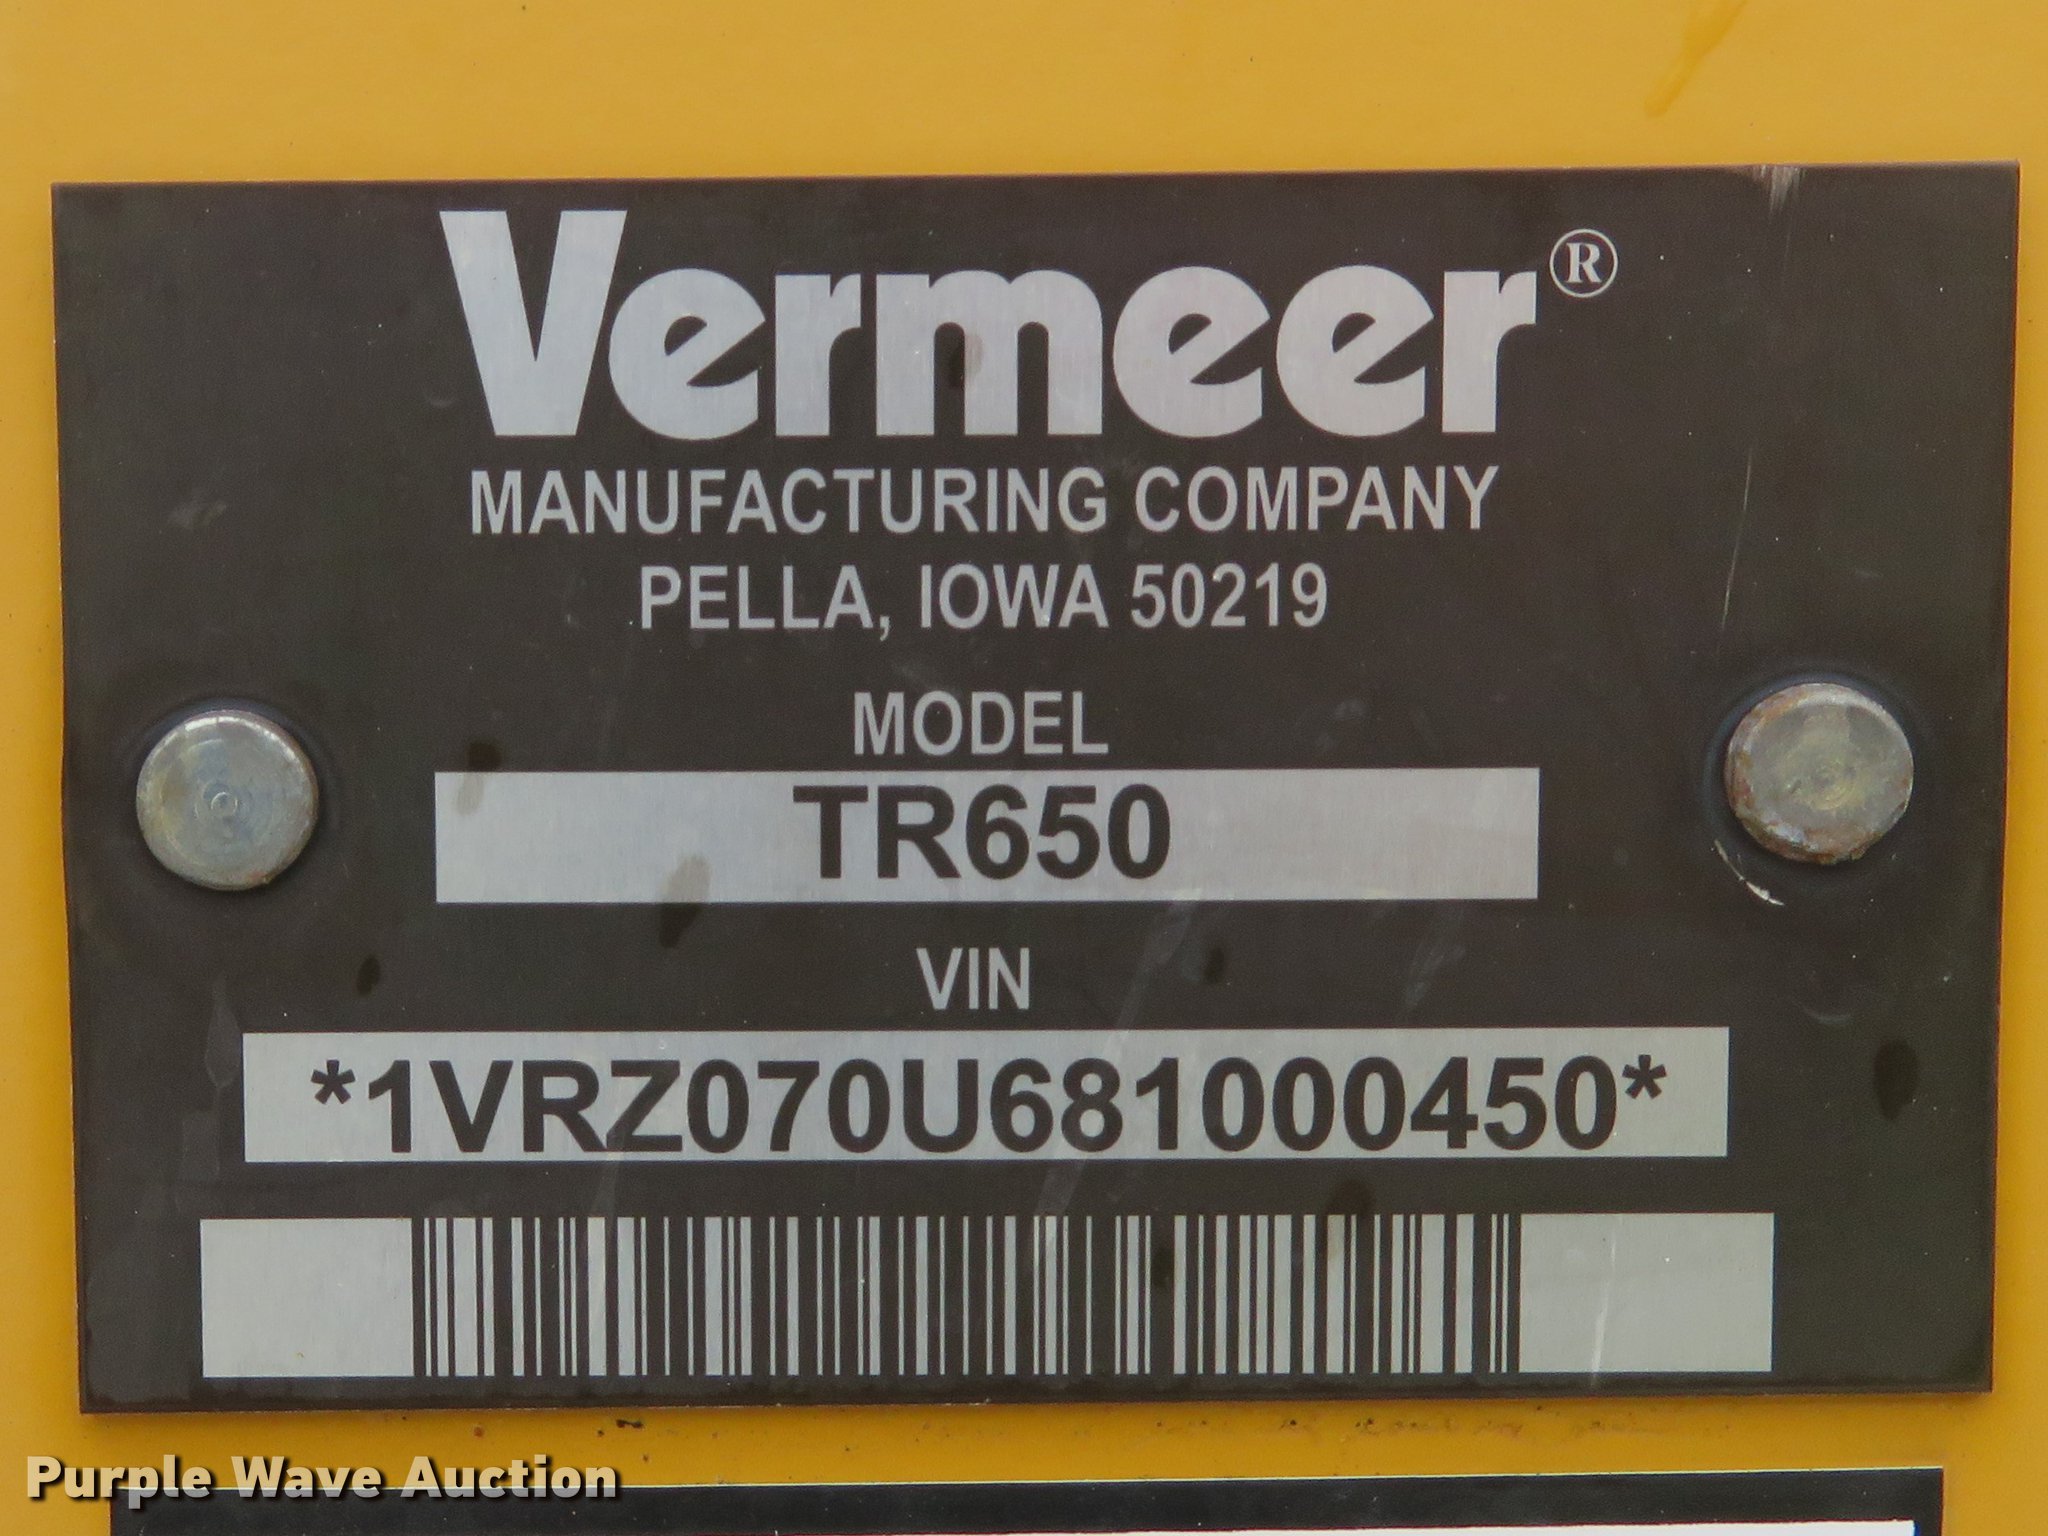 Vermeer®
MANUFACTURING COMPANY
PELLA, IOWA 50219
MODEL
TR650
VIN
*1VRZ070U681000450*
Purple Wave Auction